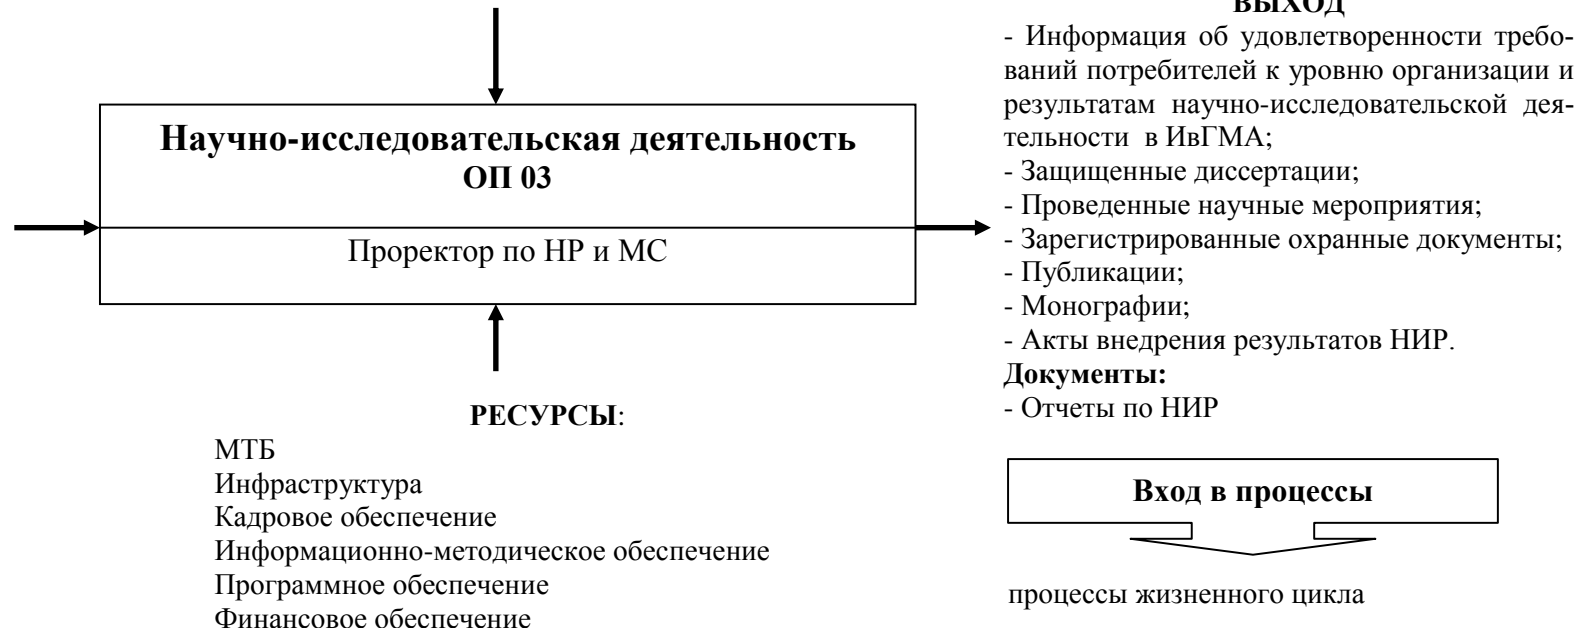 Научно-исследовательская деятельность
ОП 03
Проректор по НР и МС
РЕСУРСЫ:
МТБ
Инфраструктура
Кадровое обеспечение
Информационно-методическое обеспечение
Программное обеспечение
Финансовое обеспечение
ВЫХОД
- Информация об удовлетворенности требо-
ваний потребителей к уровню организации и
результатам научно-исследовательской дея-
тельности в ИвГМА;
- Защищенные диссертации;
- Проведенные научные мероприятия;
- Зарегистрированные охранные документы;
- Публикации;
- Монографии;
- Акты внедрения результатов НИР.
Документы:
- Отчеты по НИР
Вход в процессы
процессы жизненного цикла